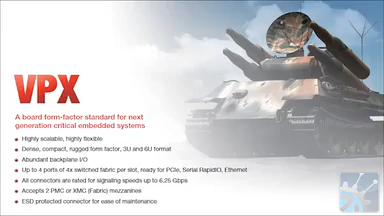 VPX
A board form-factor standard for next
generation critical embedded systems
Highly scalable, highly flexible
Dense, compact, rugged form factor, 3U and 6U format
Abundant backplane I/O
Up to 4 ports of 4x switched fabric per slot, ready for PCIe, Serial RapidIO, Ethernet
All connectors are rated for signaling speeds up to 6.25 Gbps
Accepts 2 PMC or XMC (Fabric) mezzanines
ESD protected connector for ease of maintenance